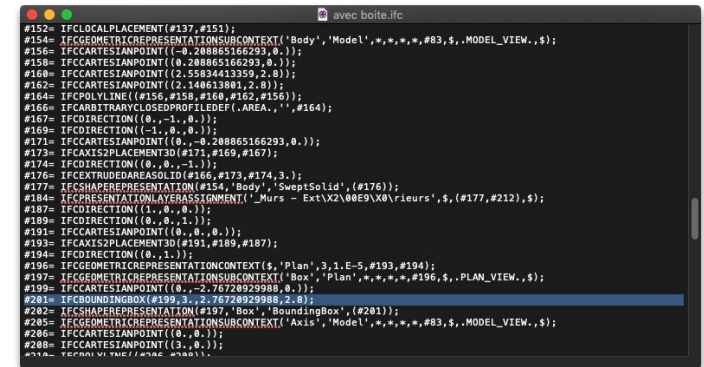 avec boite.ifc
#152= IFCLOCALPLACEMENT(#137,#151);
#154= IFCGEOMETRICREPRESENTATIONSUBCONTEXT('Body','Model',*,*,*,*,#83,$,.MODEL_VIEW.,$);
#156= IFCCARTESIANPOINT((-0.208865166293,0.));
#158= IFCCARTESIANPOINT((0.208865166293,0.));
#160= IFCCARTESIANPOINT((2.55834413359,2.8));
#162= IFCCARTESIANPOINT((2.140613801,2.8));
#164= IFCPOLYLINE((#156,#158,#160,#162,#156));
#166= IFCARBITRARYCLOSEDPROFILEDEF(.AREA.,'',#164);
#167= IFCDIRECTION((0.,-1.,0.));
#169= IFCDIRECTION((-1.,0.,0.));
#171= IFCCARTESIANPOINT((0.,-0.208865166293,0.));
#173= IFCAXIS2PLACEMENT3D(#171,#169,#167);
#174= IFCDIRECTION((0.,0.,-1.));
#176= IFCEXTRUDEDAREASOLID(#166,#173,#174,3.);
#177= IFCSHAPEREPRESENTATION(#154,'Body','SweptSolid',(#176));
#184= IFCPRESENTATIONLAYERASSIGNMENT('_Murs - Ext\X2\00E9\X0\rieurs',$,(#177,#212),$);
#187= IFCDIRECTION((1.,0.,0.));
#189= IFCDIRECTION((0.,0.,1.));
#191= IFCCARTESIANPOINT((0.,0.,0.));
#193= IFCAXIS2PLACEMENT3D(#191,#189,#187);
#194= IFCDIRECTION((0.,1.));
#196= IFCGEOMETRICREPRESENTATIONCONTEXT($,'Plan',3,1.E-5,#193,#194);
#197= IFCGEOMETRICREPRESENTATIONSUBCONTEXT('Box','Plan',*,*,*,*,#196,$,.PLAN_VIEW.,$);
#199= IFCCARTESIANPOINT((0.,-2.76720929988,0.));
#201= IFCBOUNDINGBOX(#199,3.,2.76720929988,2.8);
#202= IFCSHAPEREPRESENTATION(#197,'Box','BoundingBox',(#201));
#205= IFCGEOMETRICREPRESENTATIONSUBCONTEXT('Axis','Model',*,*,*,*,#83,$,.MODEL_VIEW.,$);
#206= IFCCARTESIANPOINT((0.,0.));
#208= IFCCARTESIANPOINT((3.,0.));
#210= IFCPOLYLINE((#206,#208));